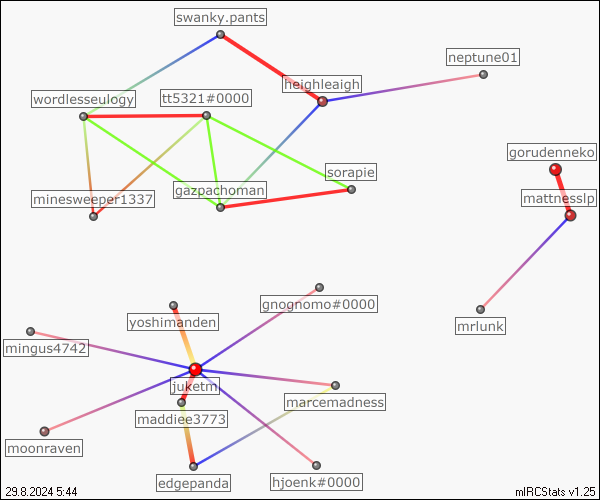 swanky.pants
neptune01
heighleaigh
wordlesseulogy
tt5321#0000
gorudenneko
sorapie
minesweeper1337
gazpachoman
mattnesslp
gnognomo#0000
yoshimanden
mrlunk
mingus4742
juketm
marcemadness
maddiee3773
moonraven
edgepanda
hjoenk#0000
29.8.2024 5:44
mIRCStats v1.25